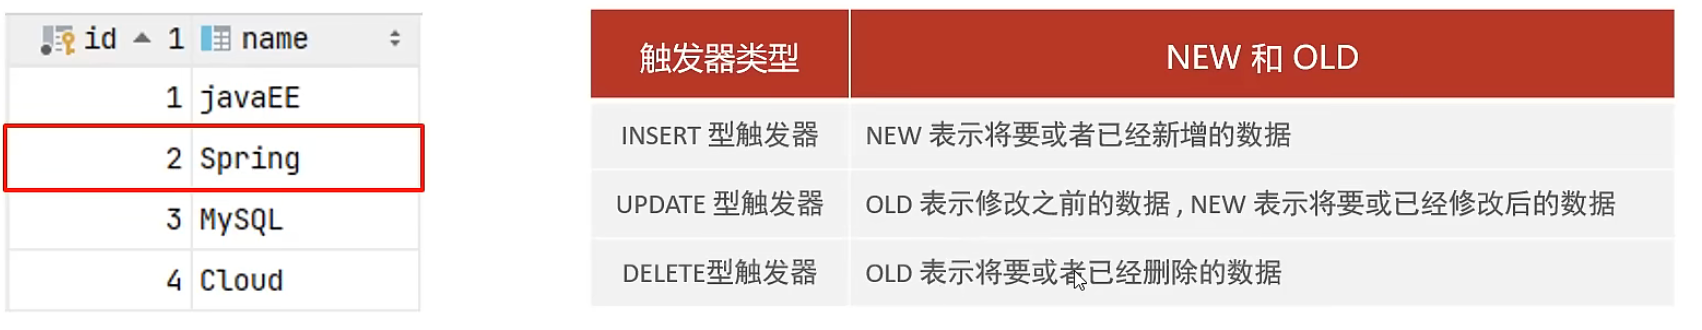 id 1 name
1 javaEE
2 Spring
3 MySQL
4 Cloud
触发器类型 NEW 和 OLD
INSERT 型触发器 NEW 表示将要或者已经新增的数据
UPDATE 型触发器 OLD 表示修改之前的数据 , NEW 表示将要或已经修改后的数据
DELETE型触发器 OLD 表示将要或者已经删除的数据